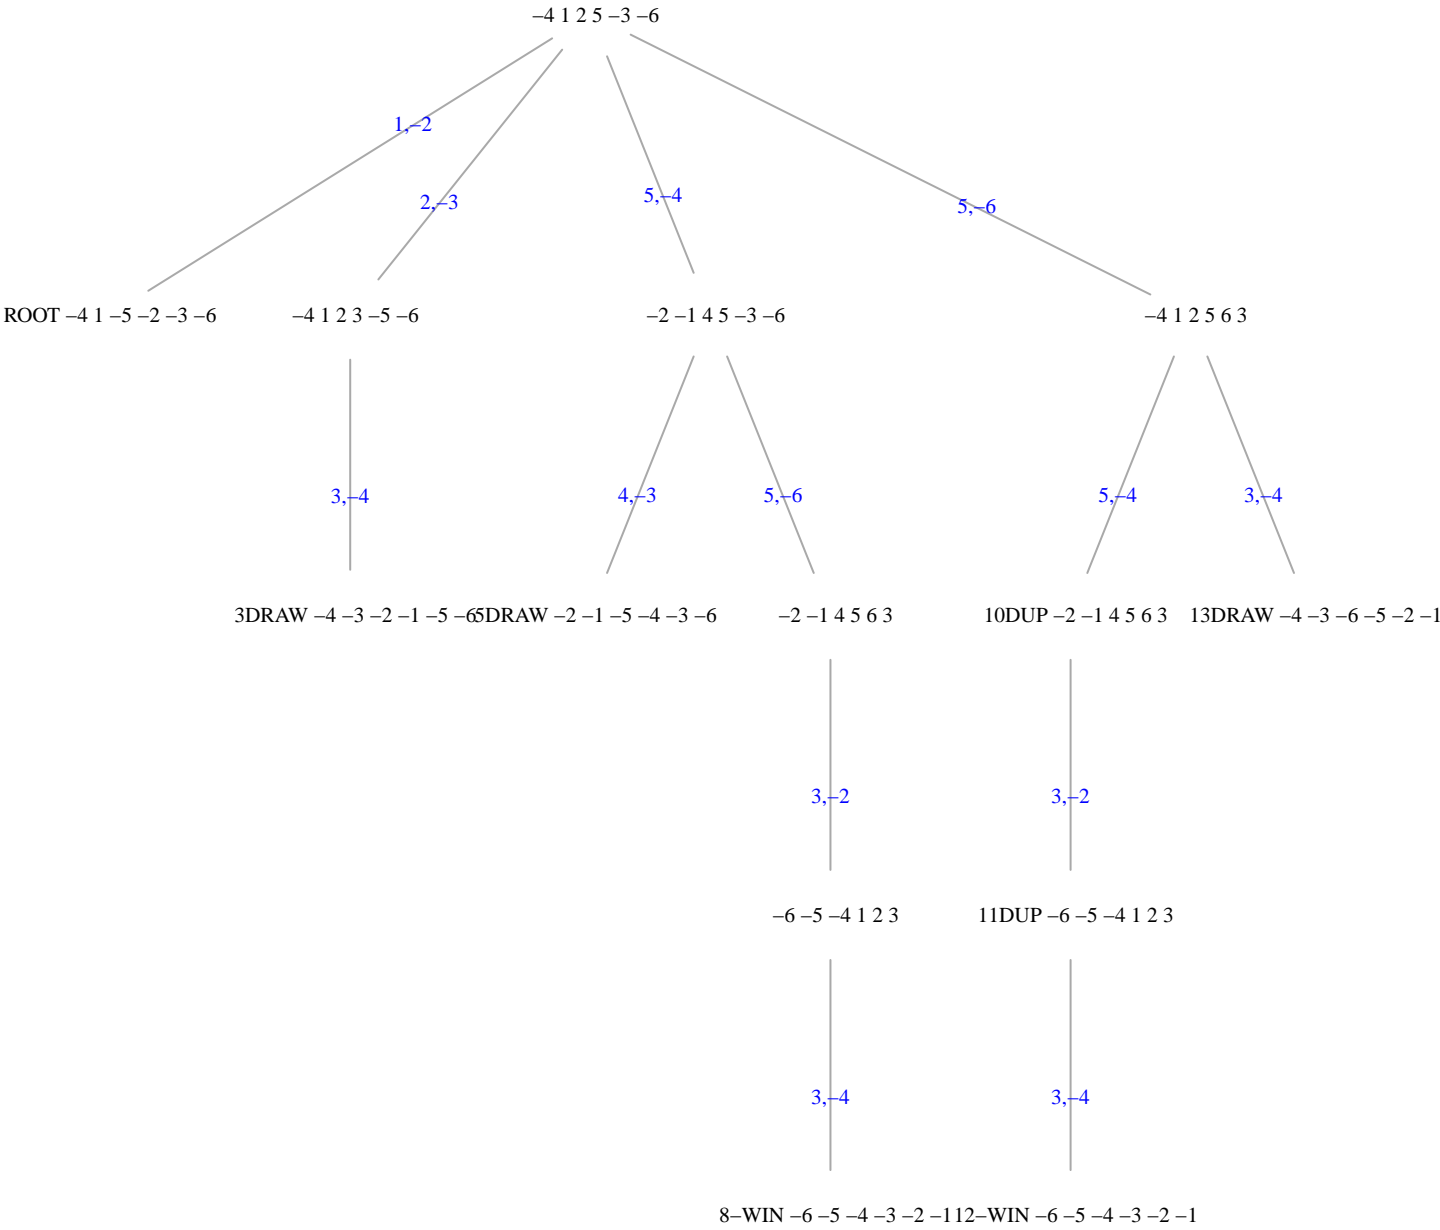 –4 1 2 5 –3 –6
1,–2
2,–3
5,–4
5,–6
ROOT –4 1 –5 –2 –3 –6
–4 1 2 3 –5 –6
–2 –1 4 5 –3 –6
–4 1 2 5 6 3
3,–4
4,–3
5,–6
5,–4
3,–4
3DRAW –4 –3 –2 –1 –5 –6
5DRAW –2 –1 –5 –4 –3 –6
–2 –1 4 5 6 3
10DUP –2 –1 4 5 6 3
13DRAW –4 –3 –6 –5 –2 –1
3,–2
3,–2
–6 –5 –4 1 2 3
11DUP –6 –5 –4 1 2 3
3,–4
3,–4
8–WIN –6 –5 –4 –3 –2 –1
12–WIN –6 –5 –4 –3 –2 –1